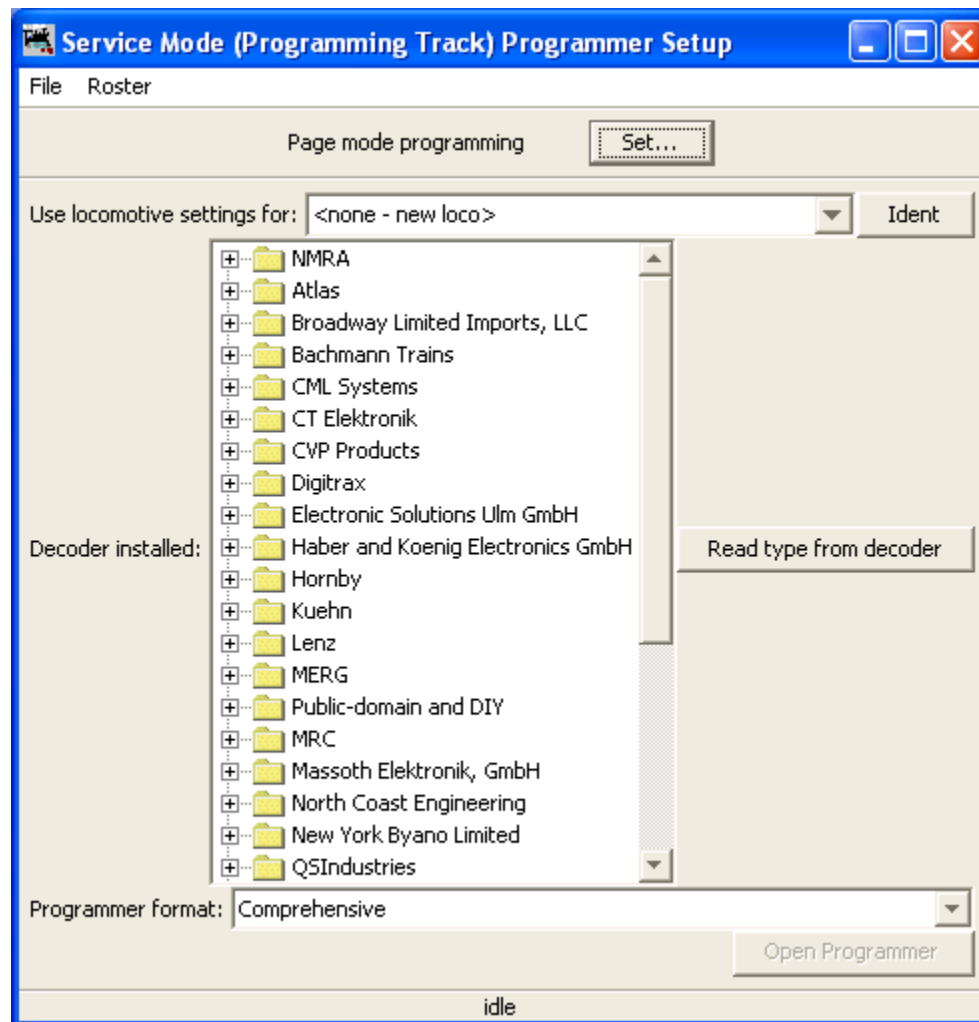 Service Mode (Programming Track) Programmer Setup
File Roster
Page mode programming Set...
Use locomotive settings for: <none - new loco> Ident
NMRA
Atlas
Broadway Limited Imports, LLC
Bachmann Trains
CML Systems
CT Elektronik
CVP Products
Digitrax
Electronic Solutions Ulm GmbH
Decoder installed: Haber and Koenig Electronics GmbH Read type from decoder
Hornby
Kuehn
Lenz
MERG
Public-domain and DIY
MRC
Massoth Elektronik, GmbH
North Coast Engineering
New York Byano Limited
QSIndustries
Programmer format: Comprehensive
Open Programmer
idle